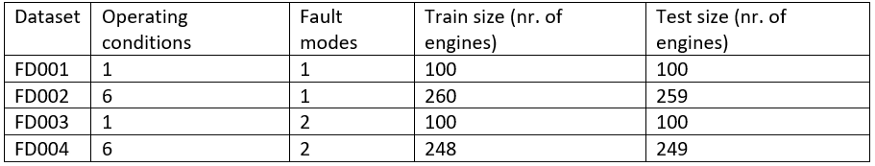 Dataset Operating conditions Fault modes Train size (nr. of engines) Test size (nr. of engines)
FD001 1 1 100 100
FD002 6 1 260 259
FD003 1 2 100 100
FD004 6 2 248 249